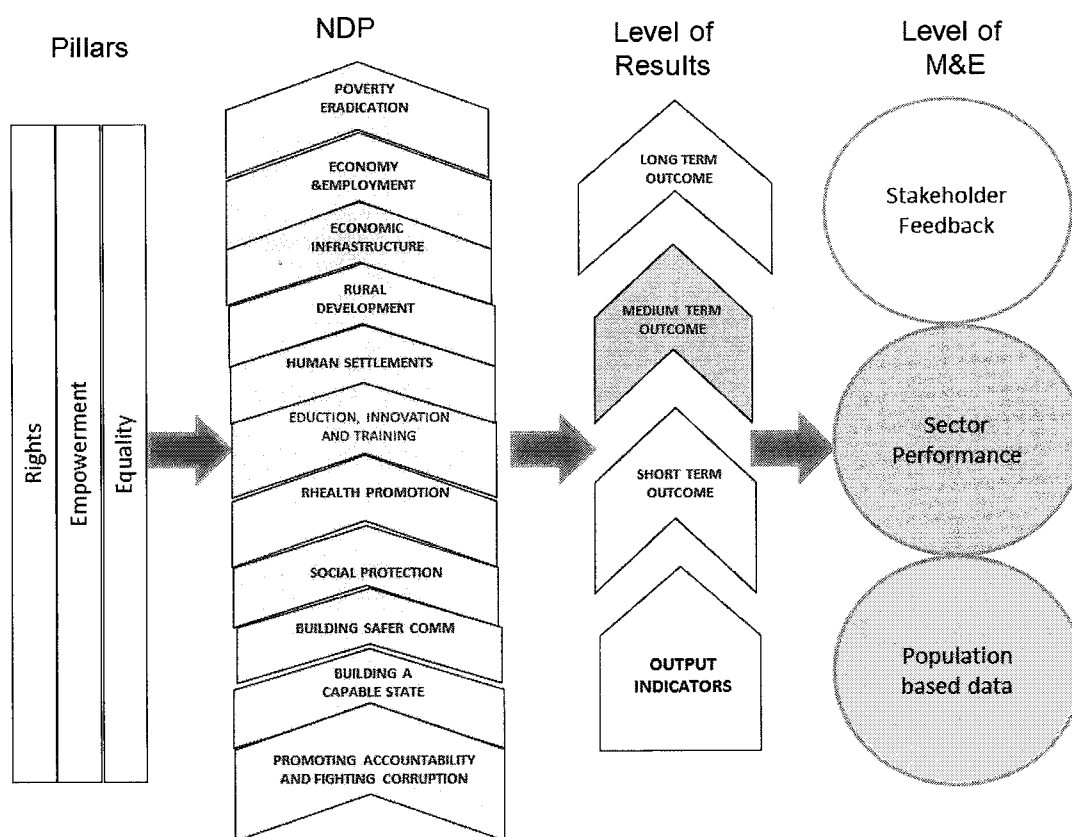 Pillars
Rights
Empowerment
Equality
NDP
POVERTY
ERADICATION
ECONOMY
&EMPLOYMENT
ECONOMIC
INFRASTRUCTURE
RURAL
DEVELOPMENT
HUMAN SETTLEMENTS
EDUCTION, INNOVATION
AND TRAINING
RHEALTH PROMOTION
SOCIAL PROTECTION
BUILDING SAFER COMM
BUILDING A
CAPABLE STATE
PROMOTING ACCOUNTABILITY
AND FIGHTING CORRUPTION
Level of
Results
LONG TERM
OUTCOME
MEDIUM TERM
OUTCOME
SHORT TERM
OUTCOME
OUTPUT
INDICATORS
Level of
M&E
Stakeholder
Feedback
Sector
Performance
Population
based data